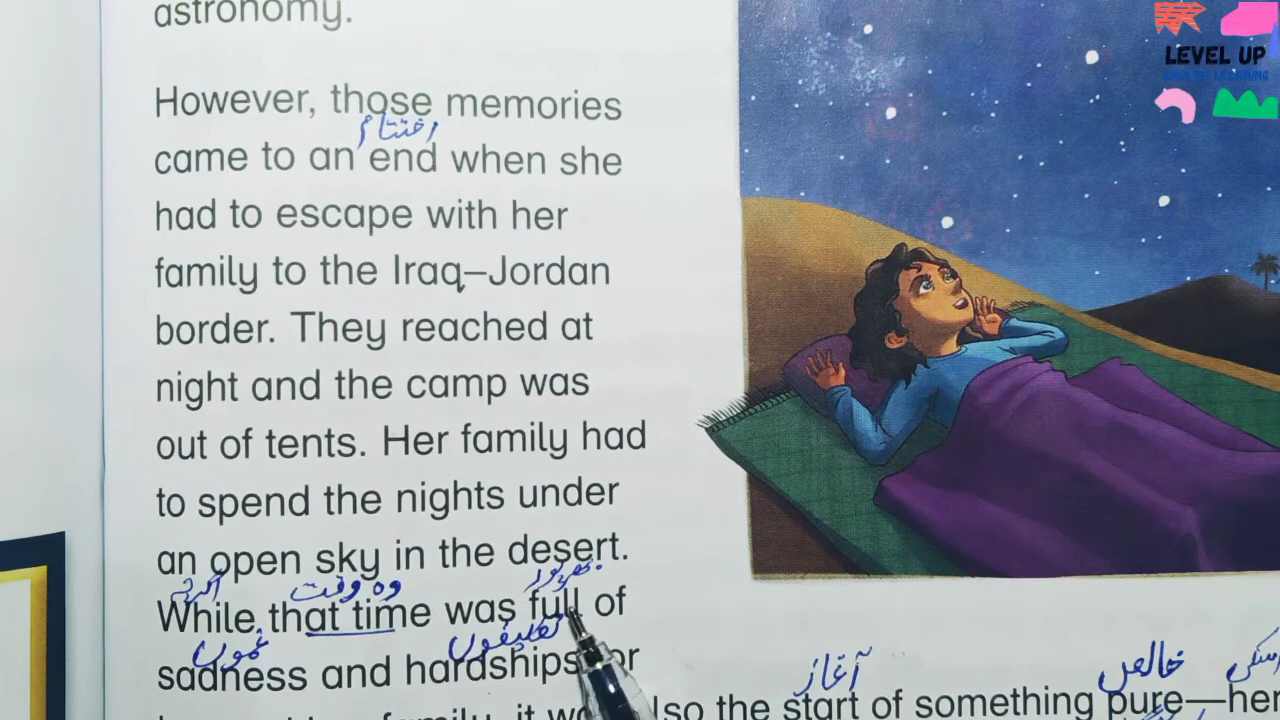 astronomy.
However, those memories
اختتام
came to an end when she
had to escape with her
family to the Iraq–Jordan
border. They reached at
night and the camp was
out of tents. Her family had
to spend the nights under
an open sky in the desert.
اگرچہ وہ وقت بھرپور
While that time was full of
غموں تکلیفوں
sadness and hardships
آغاز خالص
also the start of something pure—her
LEVEL UP
ENGLISH LEARNING